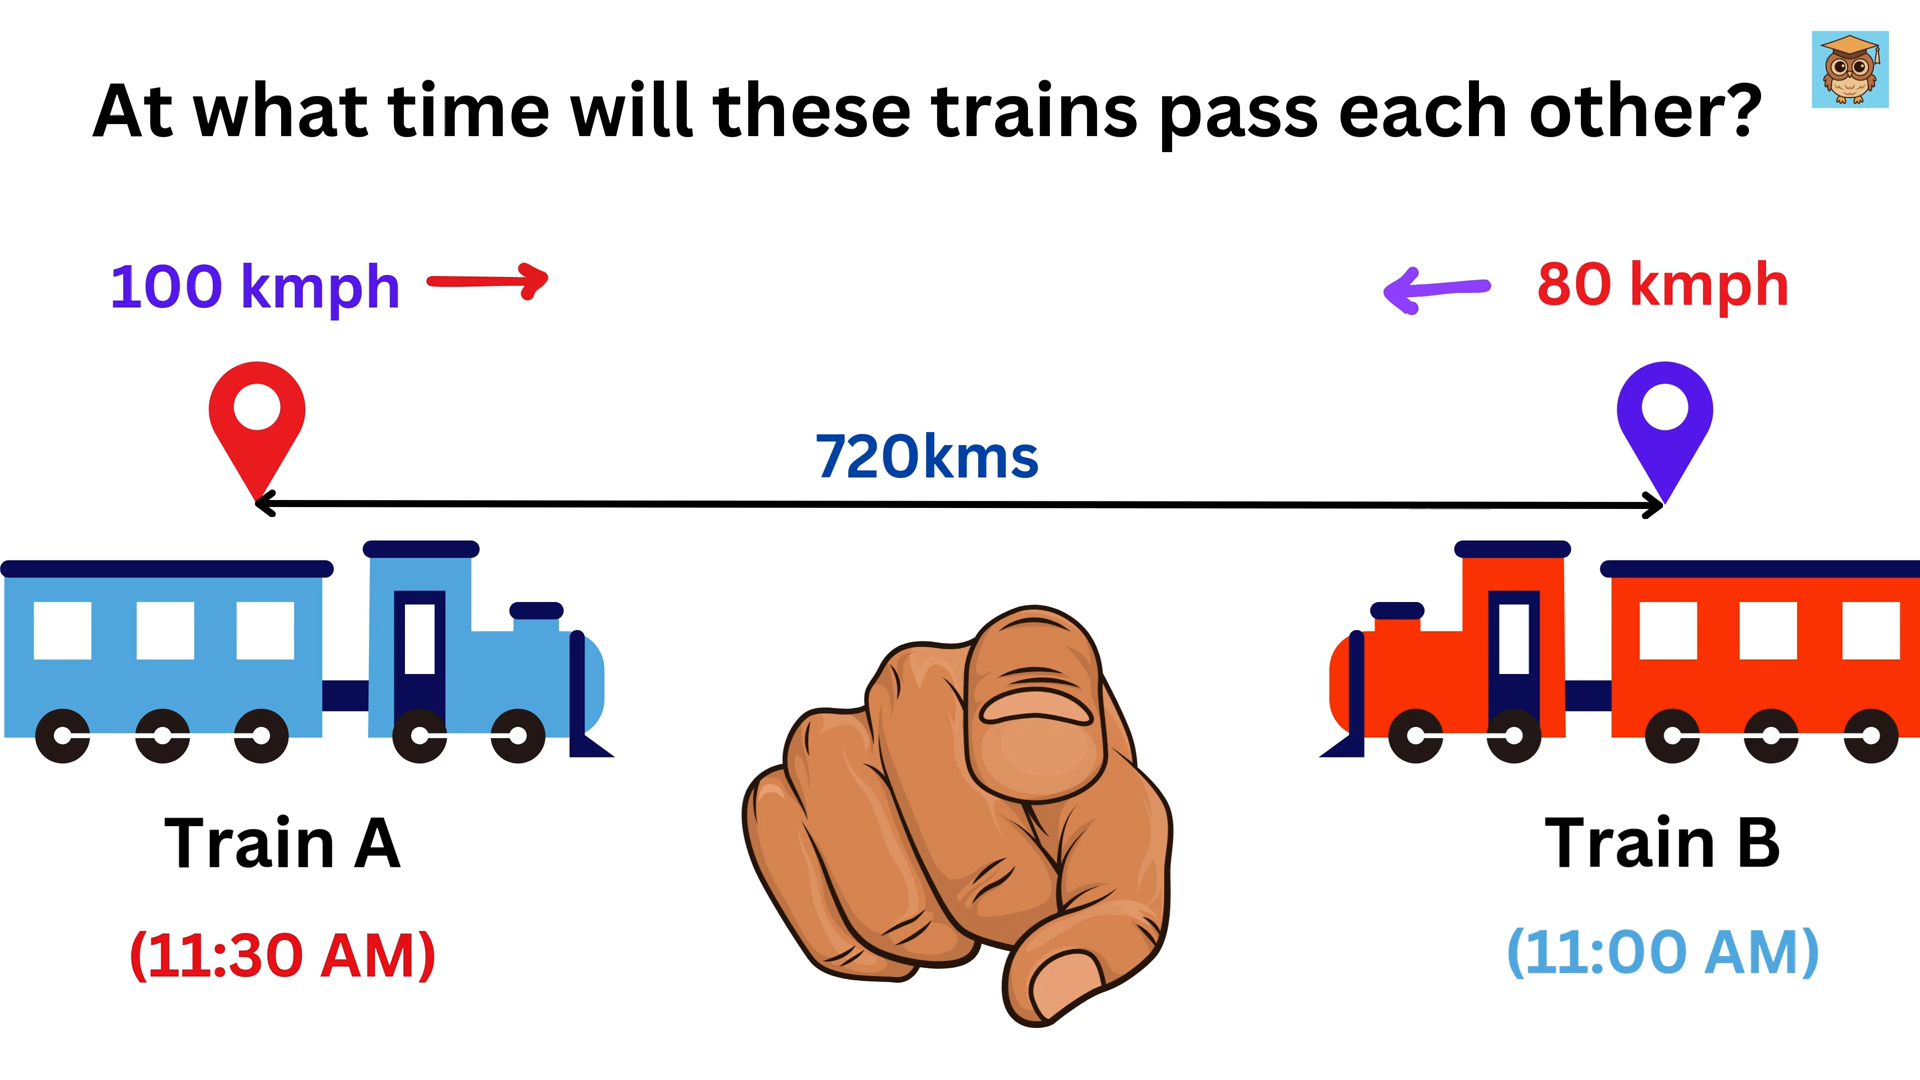 At what time will these trains pass each other?
100 kmph
80 kmph
720kms
Train A
Train B
(11:30 AM)
(11:00 AM)